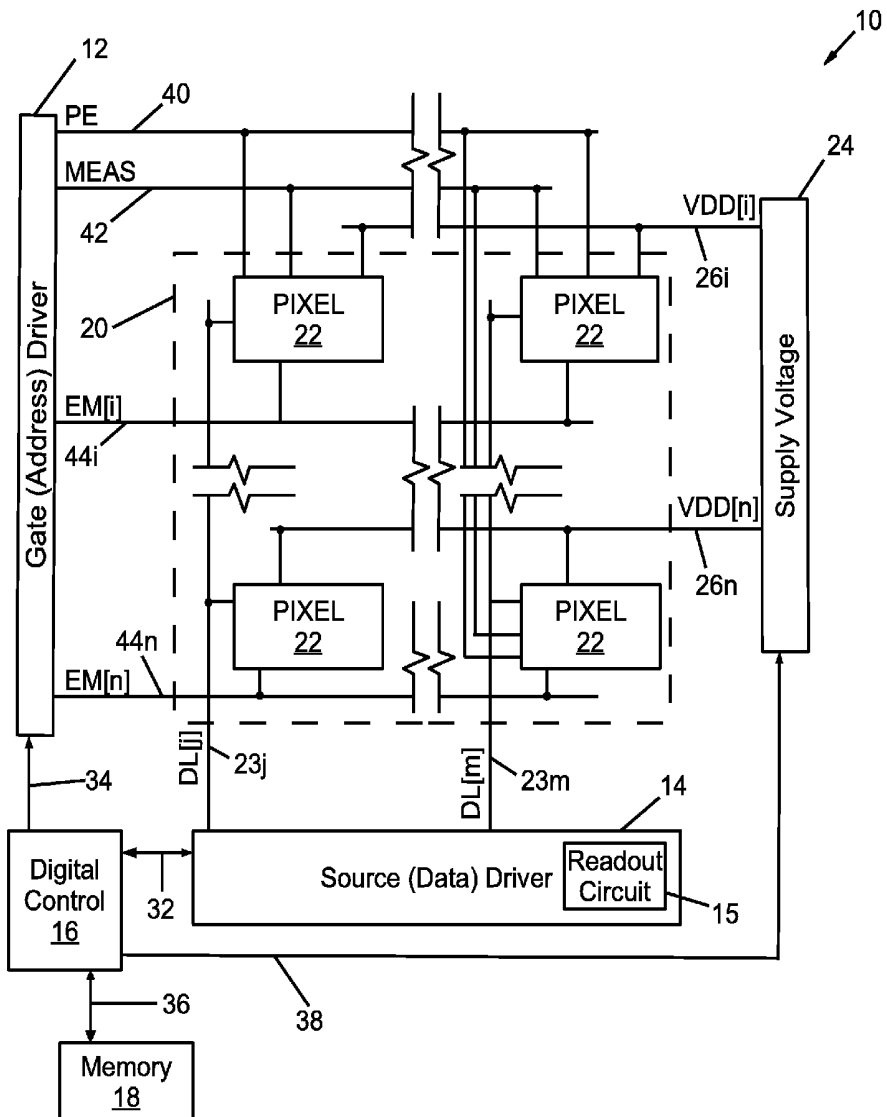 10
12
PE
40
24
MEAS
42
VDD[i]
26i
20
PIXEL
22
PIXEL
22
Gate (Address) Driver
Supply Voltage
EM[i]
44i
VDD[n]
26n
PIXEL
22
PIXEL
22
44n
EM[n]
DL[j]
23j
DL[m]
23m
34
14
Digital
Control
16
32
Source (Data) Driver
Readout
Circuit
15
36
38
Memory
18